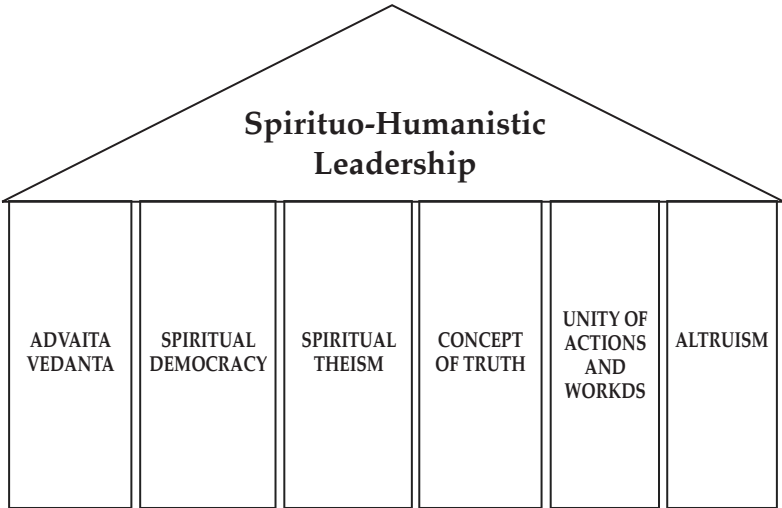 Spirituo-Humanistic
Leadership
ADVAITA
VEDANTA
SPIRITUAL
DEMOCRACY
SPIRITUAL
THEISM
CONCEPT
OF TRUTH
UNITY OF
ACTIONS
AND
WORKDS
ALTRUISM